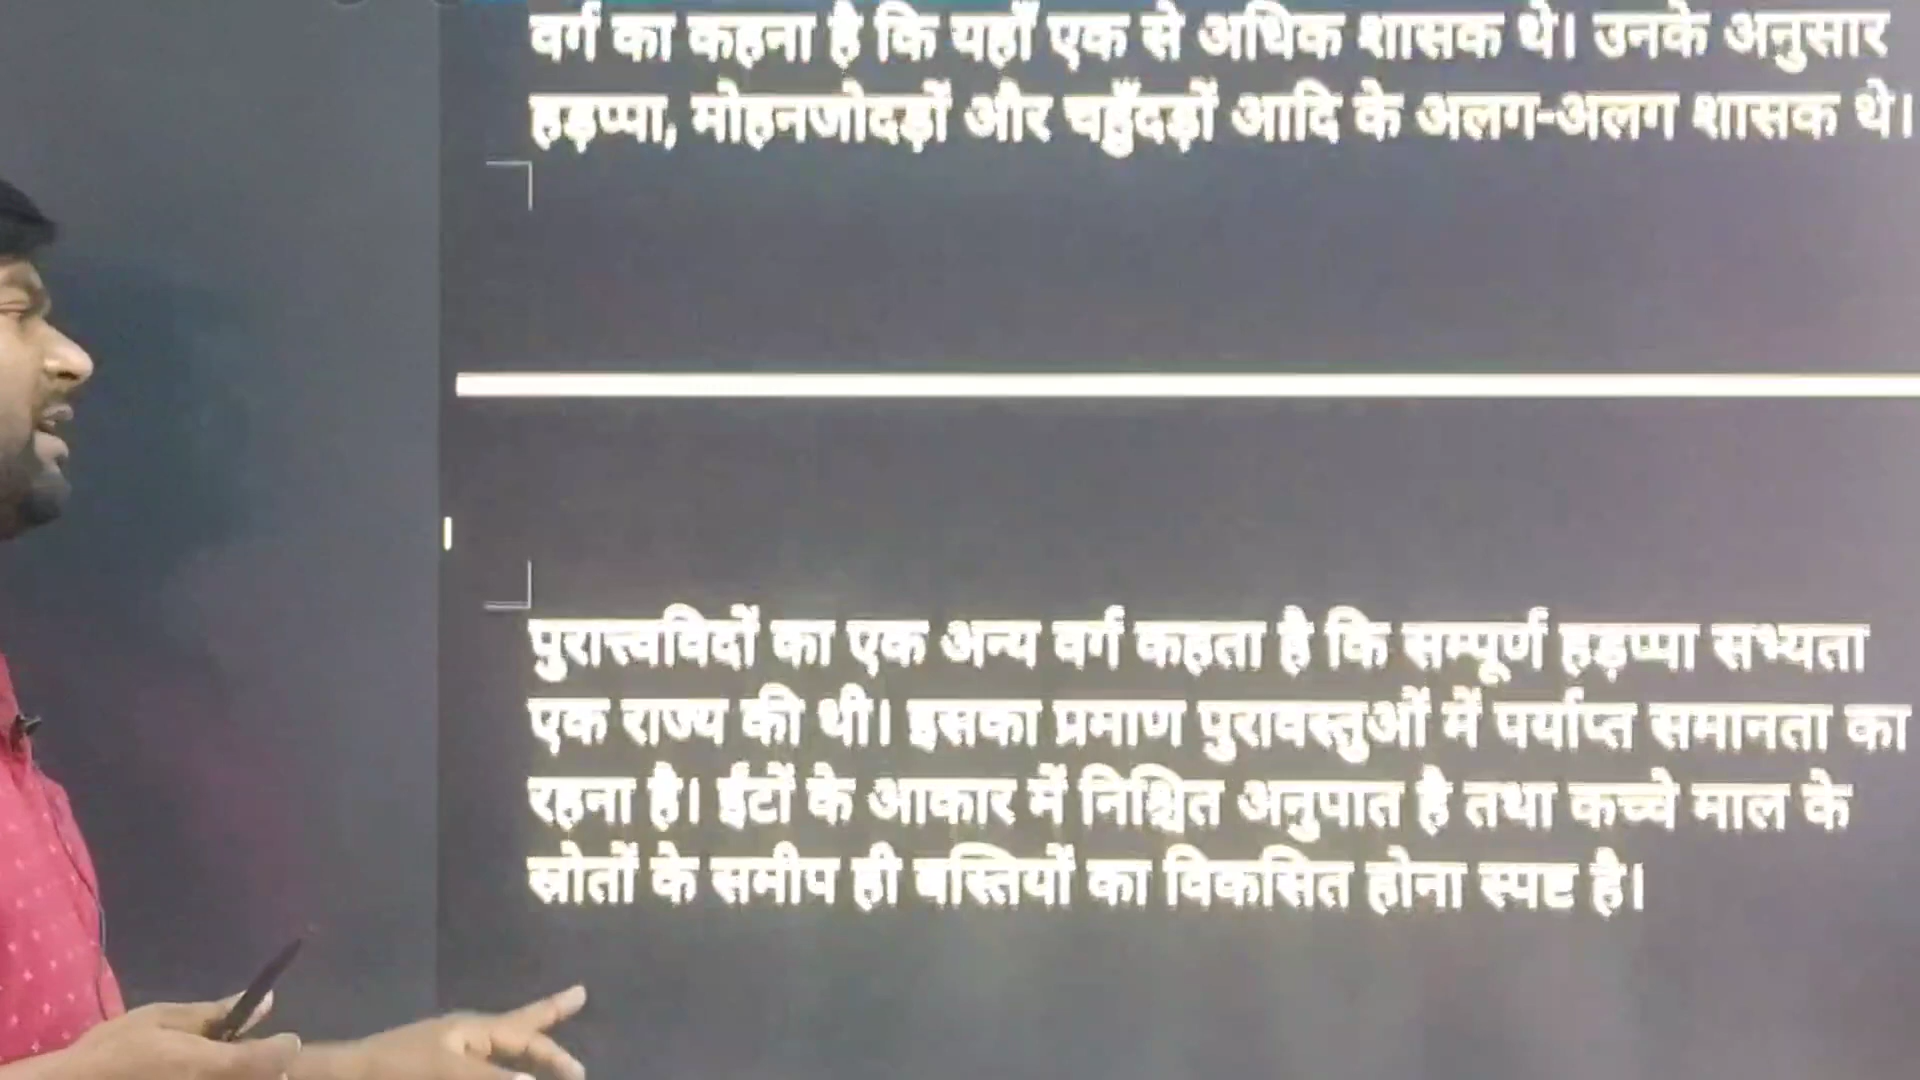 वर्ग का कहना है कि यहाँ एक से अधिक शासक थे। उनके अनुसार
हड़प्पा, मोहनजोदड़ों और चहुँदड़ों आदि के अलग-अलग शासक थे।
पुरात्त्वविदों का एक अन्य वर्ग कहता है कि सम्पूर्ण हड़प्पा सभ्यता
एक राज्य की थी। इसका प्रमाण पुरावस्तुओं में पर्याप्त समानता का
रहना है। ईंटों के आकार में निश्चित अनुपात है तथा कच्चे माल के
स्रोतों के समीप ही बस्तियों का विकसित होना स्पष्ट है।